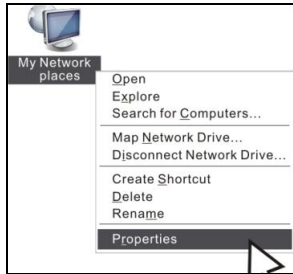 My Network
places
Open
Explore
Search for Computers...
Map Network Drive...
Disconnect Network Drive...
Create Shortcut
Delete
Rename
Properties